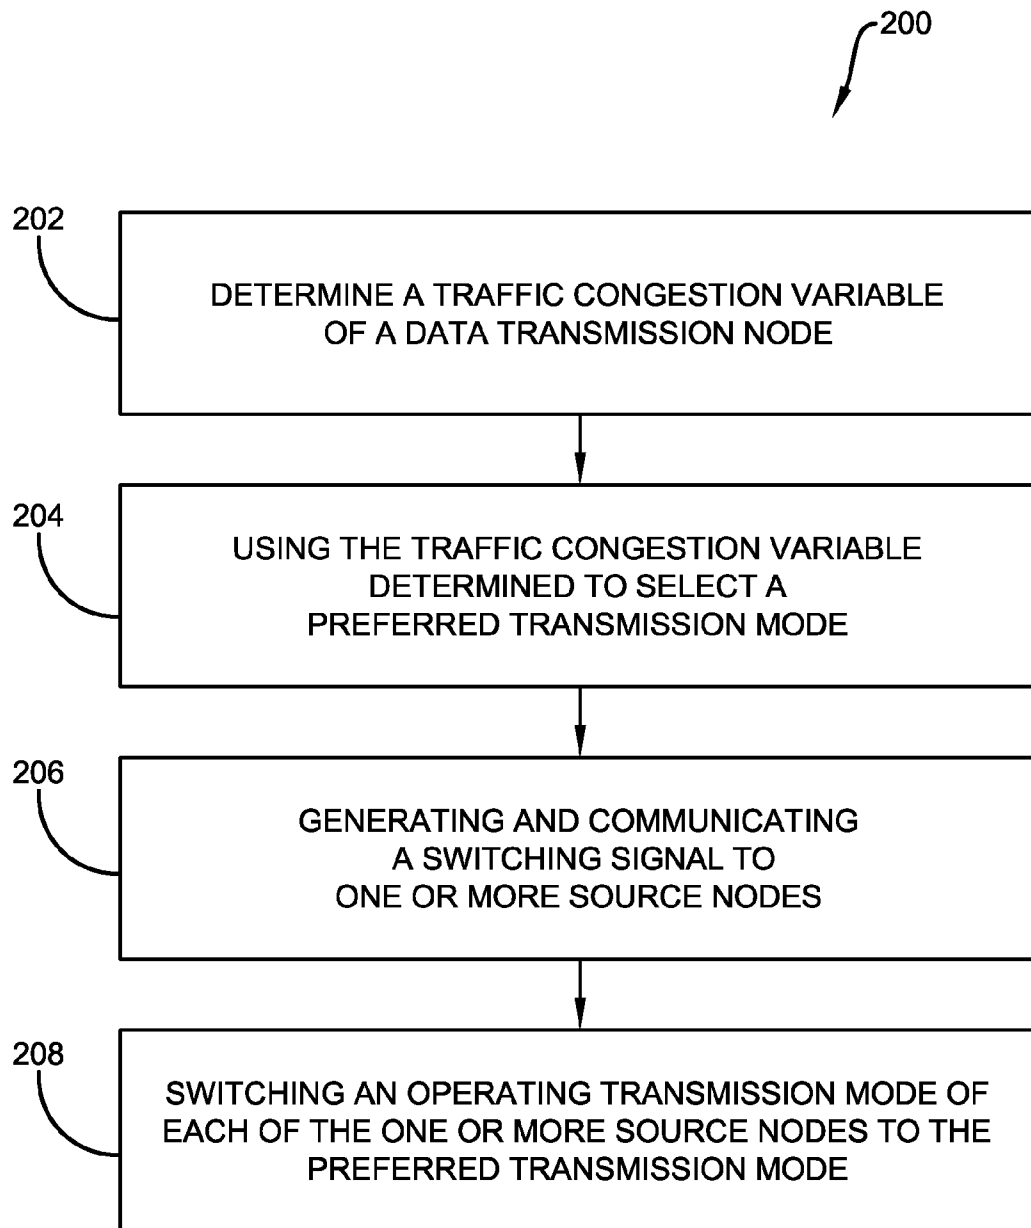 200
202
DETERMINE A TRAFFIC CONGESTION VARIABLE
OF A DATA TRANSMISSION NODE
204
USING THE TRAFFIC CONGESTION VARIABLE
DETERMINED TO SELECT A
PREFERRED TRANSMISSION MODE
206
GENERATING AND COMMUNICATING
A SWITCHING SIGNAL TO
ONE OR MORE SOURCE NODES
208
SWITCHING AN OPERATING TRANSMISSION MODE OF
EACH OF THE ONE OR MORE SOURCE NODES TO THE
PREFERRED TRANSMISSION MODE